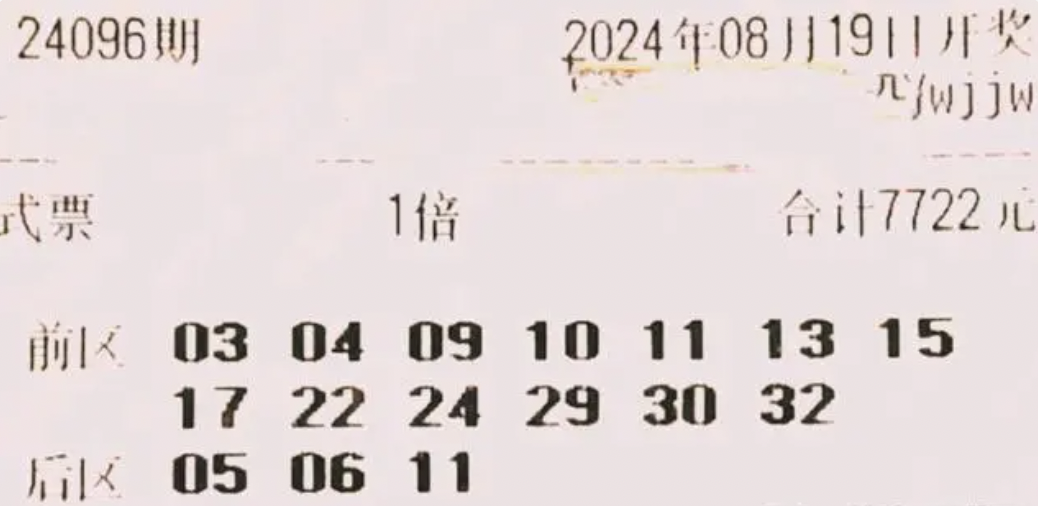 24096期 2024年08月19日开奖
/wjjw
式票 1倍 合计7722元
前区 03 04 09 10 11 13 15
17 22 24 29 30 32
后区 05 06 11